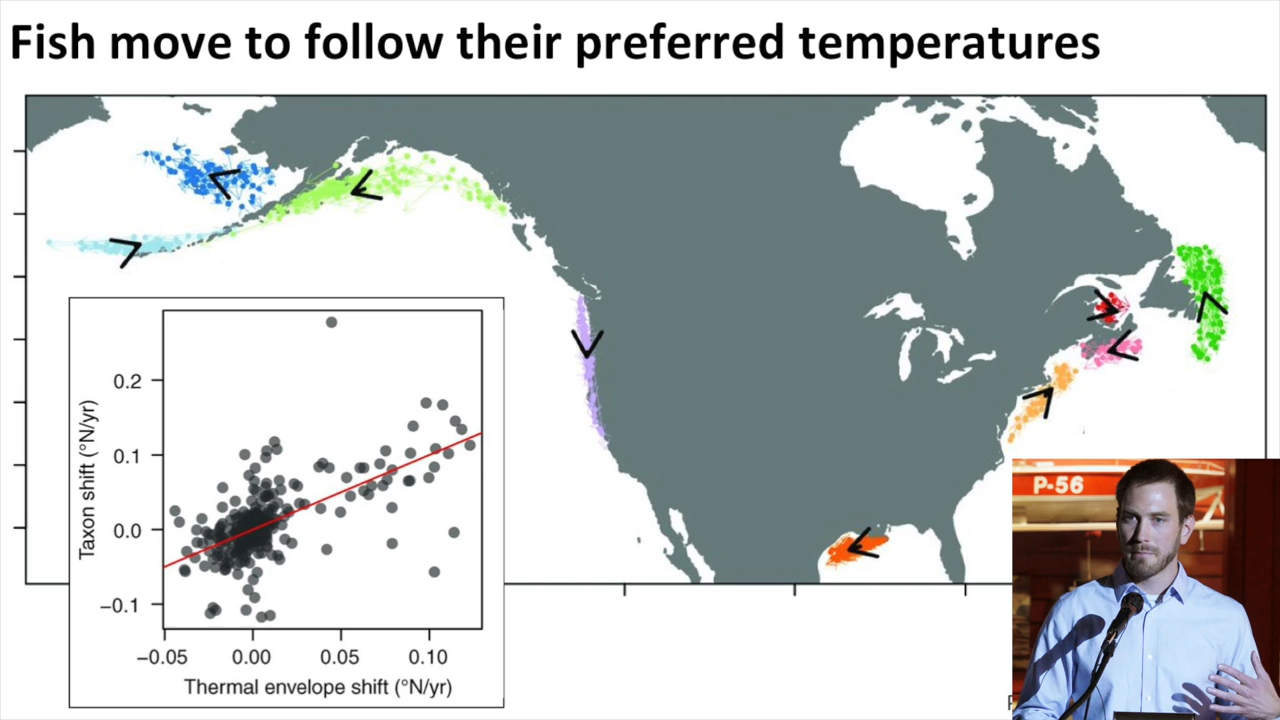 Fish move to follow their preferred temperatures
0.2
0.1
0.0
−0.1
Taxon shift (°N/yr)
−0.05 0.00 0.05 0.10
Thermal envelope shift (°N/yr)
P-56